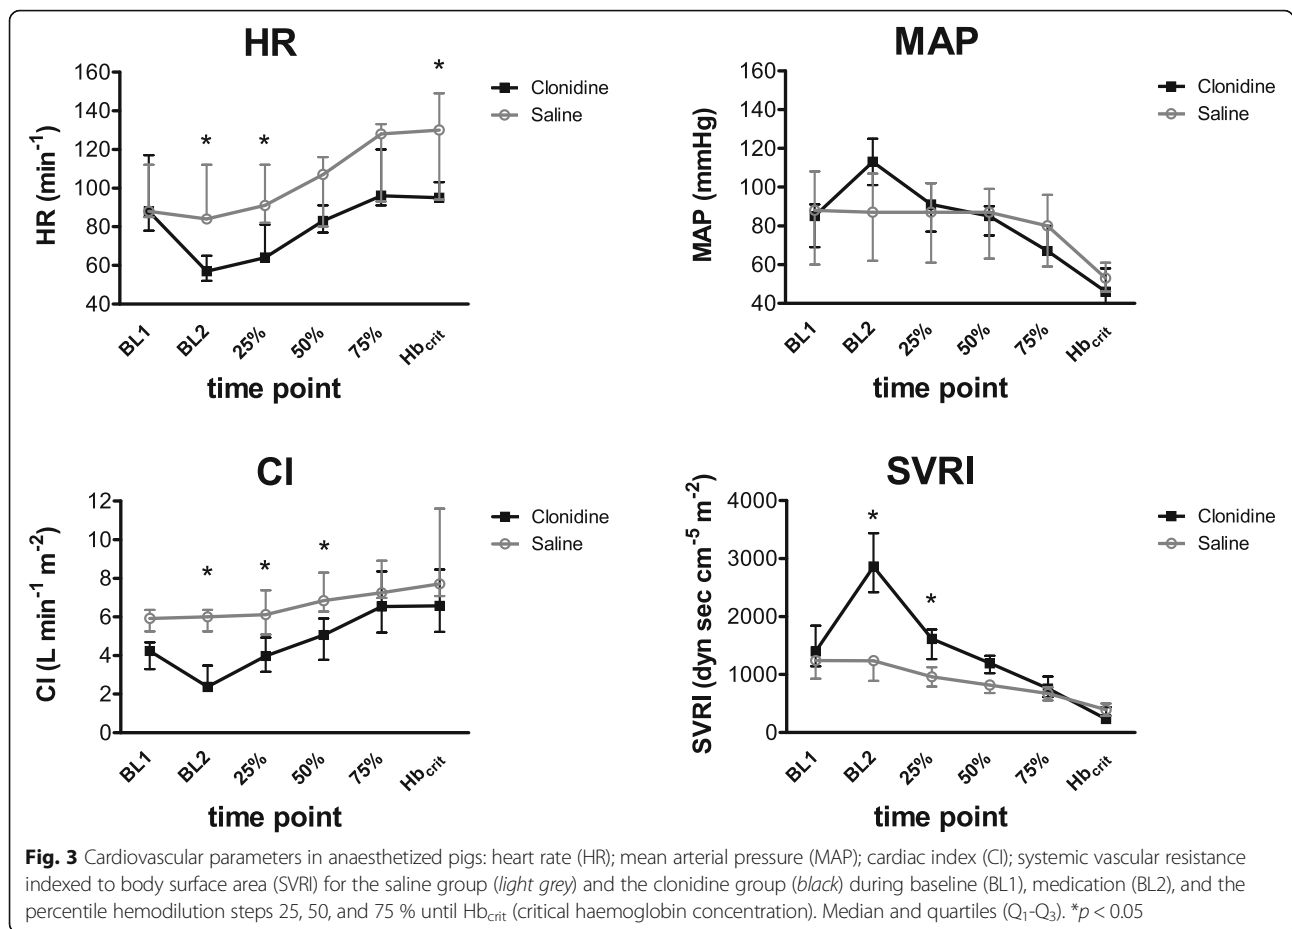 HR
160
140
120
100
80
60
40
HR (min⁻¹)
*
*
*
Clonidine
Saline
BL1
BL2
25%
50%
75%
Hb_crit
time point
MAP
160
140
120
100
80
60
40
MAP (mmHg)
Clonidine
Saline
BL1
BL2
25%
50%
75%
Hb_crit
time point
CI
12
10
8
6
4
2
0
CI (L min⁻¹ m⁻²)
*
*
*
Clonidine
Saline
BL1
BL2
25%
50%
75%
Hb_crit
time point
SVRI
4000
3000
2000
1000
0
SVRI (dyn sec cm⁻⁵ m⁻²)
*
*
Clonidine
Saline
BL1
BL2
25%
50%
75%
Hb_crit
time point
Fig. 3 Cardiovascular parameters in anaesthetized pigs: heart rate (HR); mean arterial pressure (MAP); cardiac index (CI); systemic vascular resistance
indexed to body surface area (SVRI) for the saline group (light grey) and the clonidine group (black) during baseline (BL1), medication (BL2), and the
percentile hemodilution steps 25, 50, and 75 % until Hb_crit (critical haemoglobin concentration). Median and quartiles (Q₁-Q₃). *p < 0.05